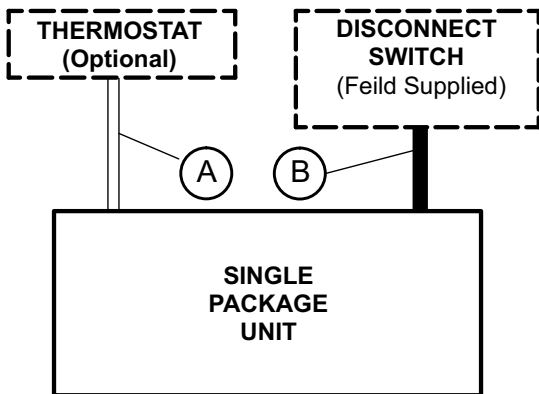 THERMOSTAT
(Optional)
DISCONNECT
SWITCH
(Feild Supplied)
A
B
SINGLE
PACKAGE
UNIT